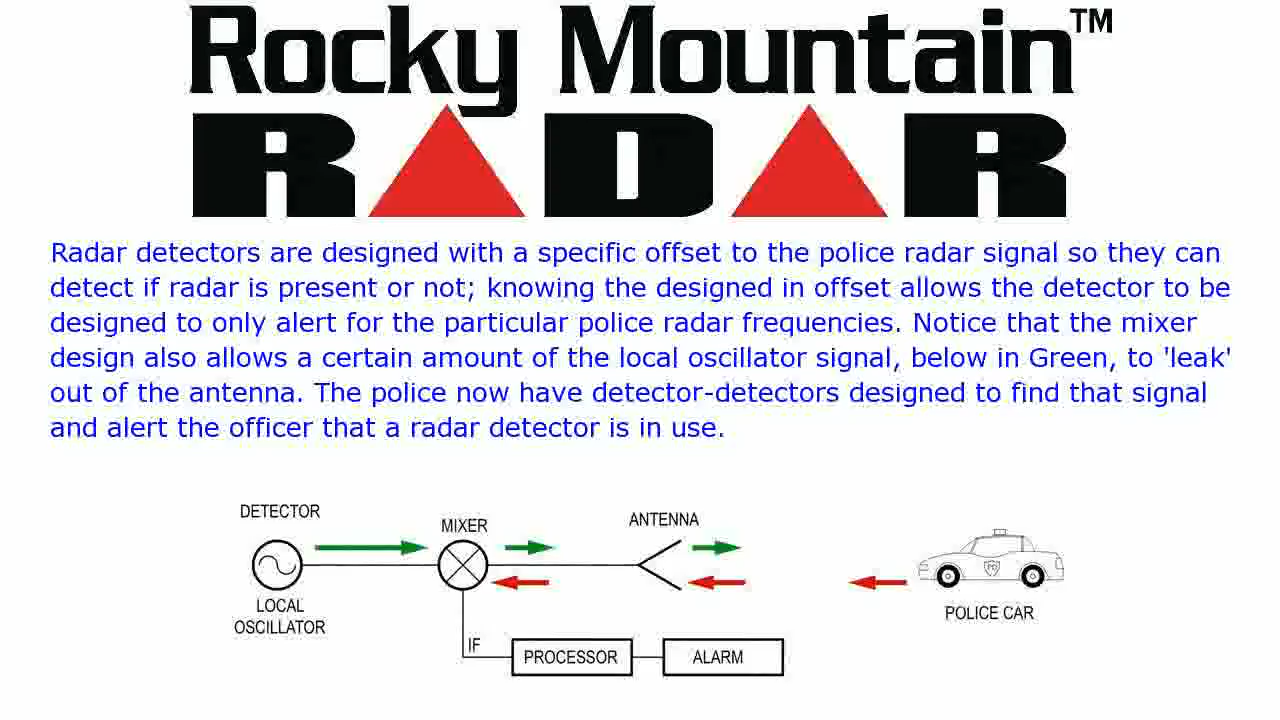 Rocky Mountain™
RADAR
Radar detectors are designed with a specific offset to the police radar signal so they can
detect if radar is present or not; knowing the designed in offset allows the detector to be
designed to only alert for the particular police radar frequencies. Notice that the mixer
design also allows a certain amount of the local oscillator signal, below in Green, to 'leak'
out of the antenna. The police now have detector-detectors designed to find that signal
and alert the officer that a radar detector is in use.
DETECTOR
MIXER
ANTENNA
LOCAL
OSCILLATOR
POLICE CAR
IF
PROCESSOR
ALARM